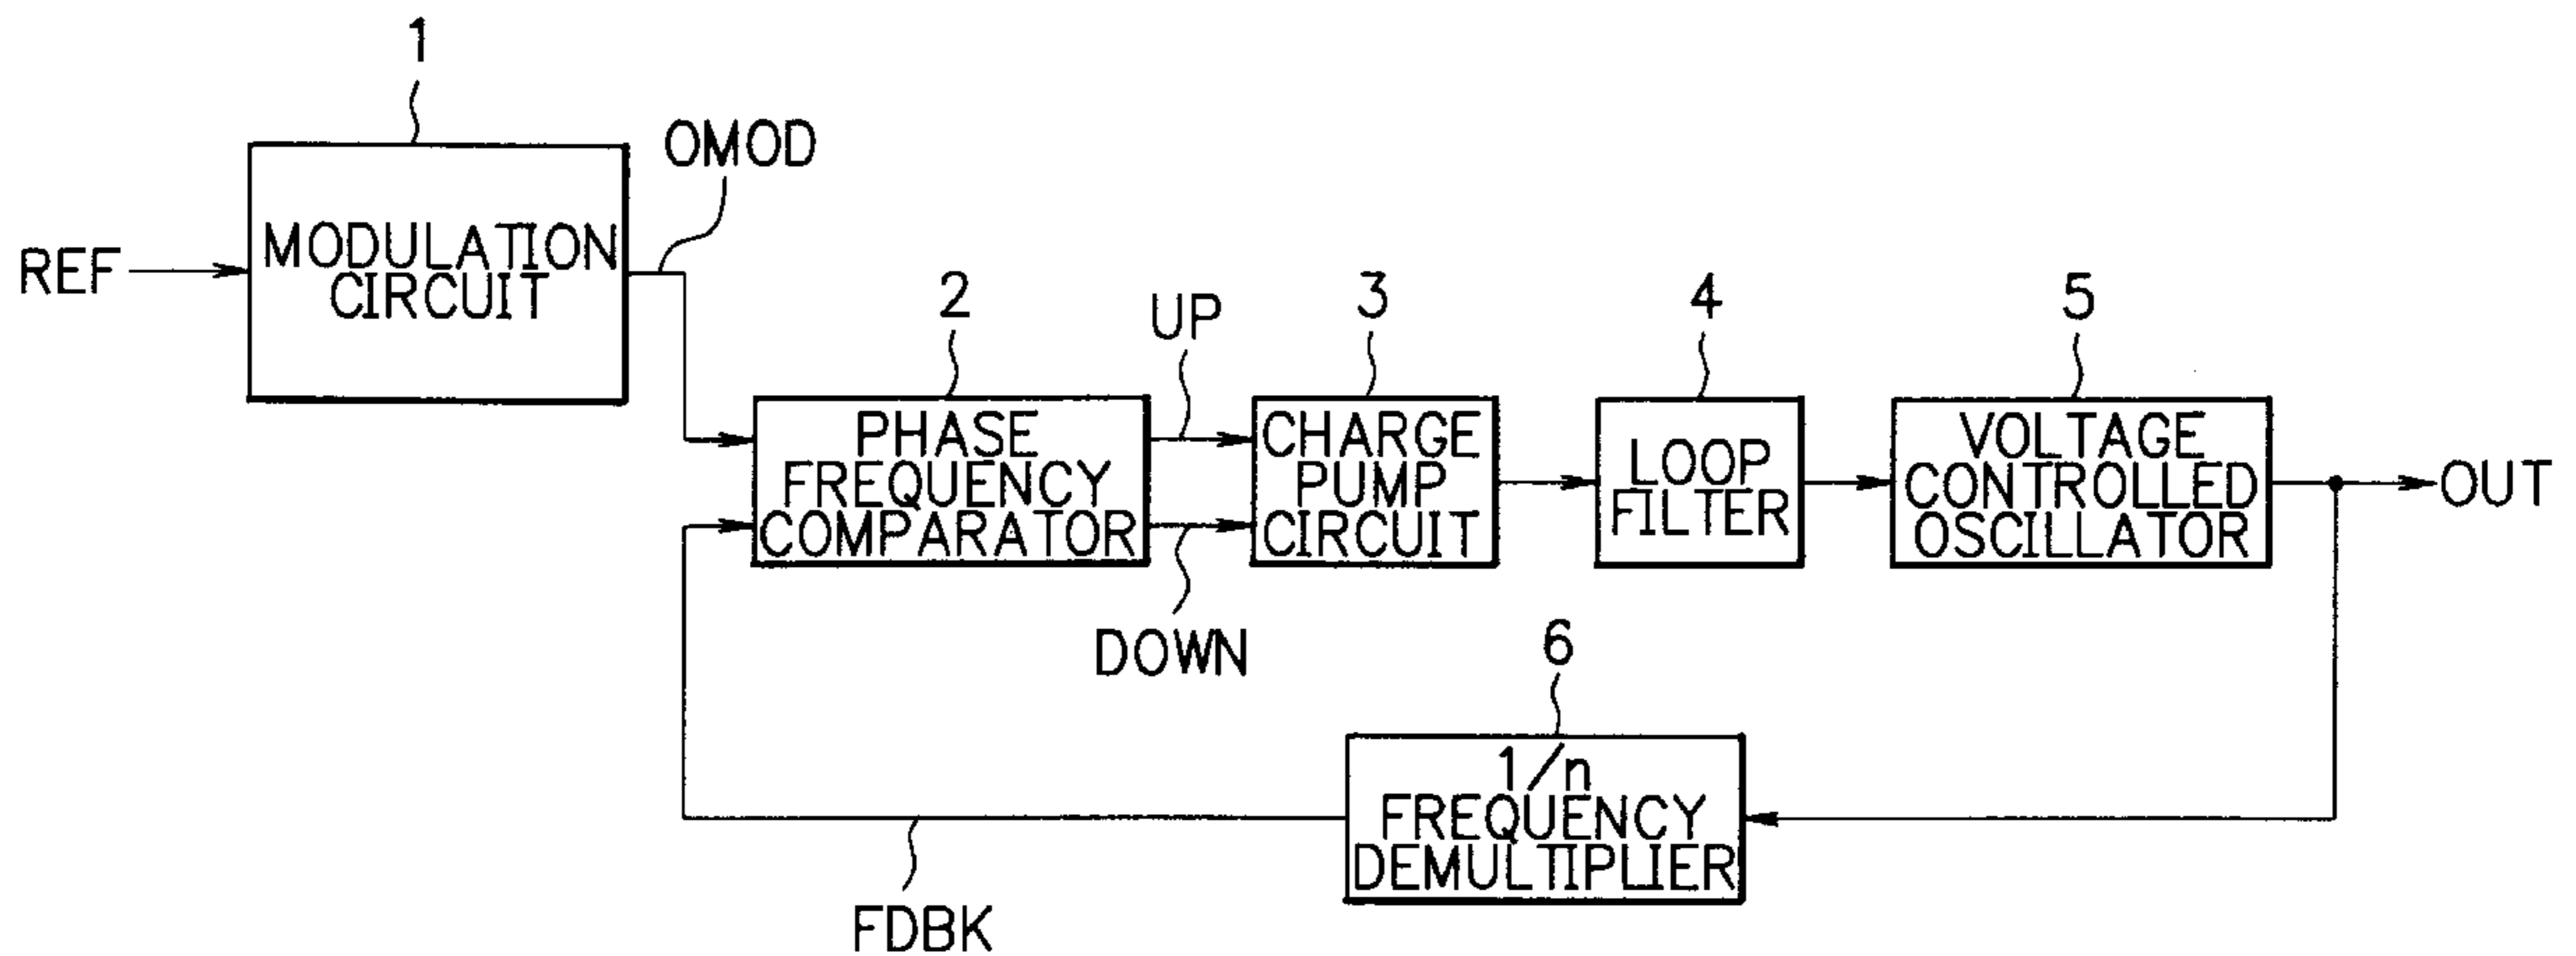 1
OMOD
REF
MODULATION
CIRCUIT
2
UP
3
4
5
PHASE
FREQUENCY
COMPARATOR
CHARGE
PUMP
CIRCUIT
LOOP
FILTER
VOLTAGE
CONTROLLED
OSCILLATOR
OUT
DOWN
6
1/n
FREQUENCY
DEMULTIPLIER
FDBK